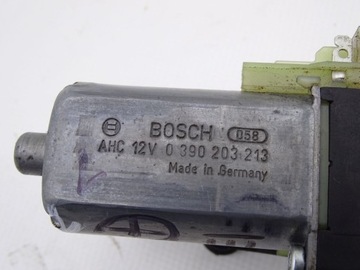 BOSCH 058
AHC 12V 0 390 203 213
Made in Germany